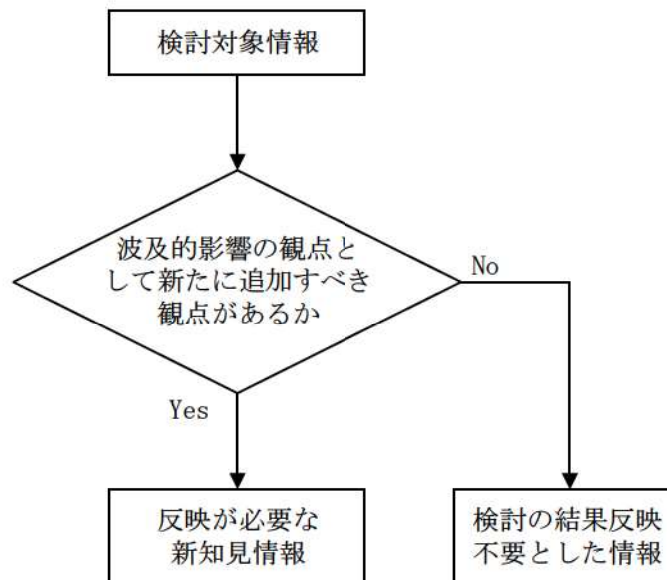 検討対象情報
波及的影響の観点と
して新たに追加すべき
観点があるか
No
Yes
反映が必要な
新知見情報
検討の結果反映
不要とした情報